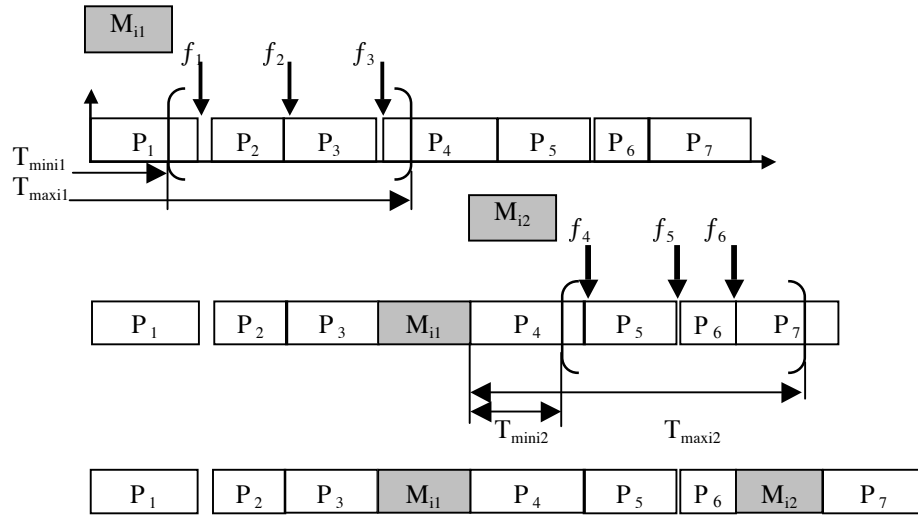 M_i1
f_1 f_2 f_3
P_1 P_2 P_3 P_4 P_5 P_6 P_7
T_mini1
T_maxi1
M_i2
f_4 f_5 f_6
P_1 P_2 P_3 M_i1 P_4 P_5 P_6 P_7
T_mini2 T_maxi2
P_1 P_2 P_3 M_i1 P_4 P_5 P_6 M_i2 P_7